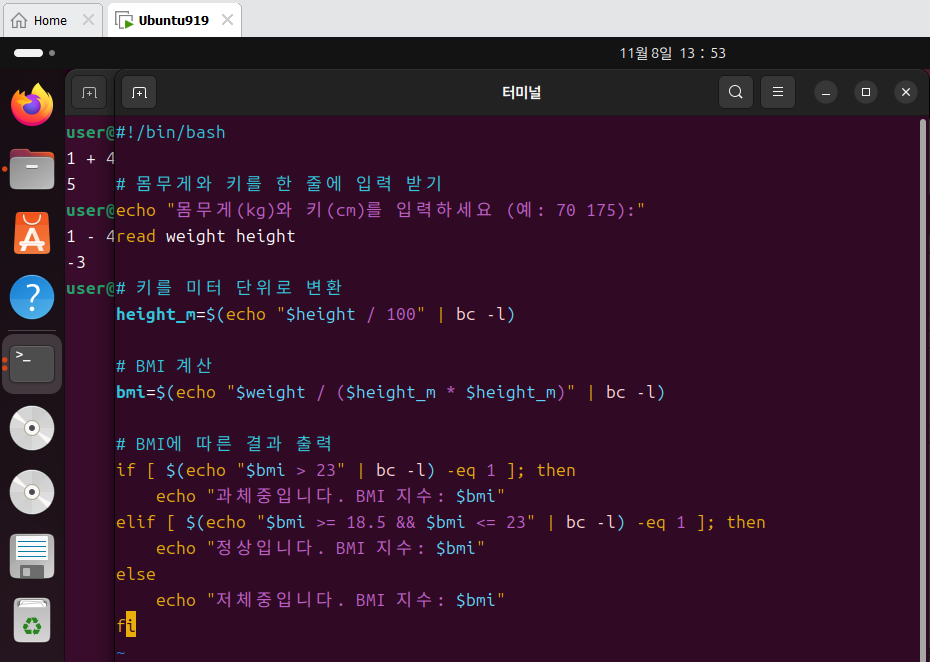 Home
Ubuntu919
11월 8일 13 : 53
터미널
user@
1 + 4
5
user@
1 - 4
-3
user@
#!/bin/bash
# 몸무게와 키를 한 줄에 입력 받기
echo "몸무게(kg)와 키(cm)를 입력하세요 (예: 70 175):"
read weight height
# 키를 미터 단위로 변환
height_m=$(echo "$height / 100" | bc -l)
# BMI 계산
bmi=$(echo "$weight / ($height_m * $height_m)" | bc -l)
# BMI에 따른 결과 출력
if [ $(echo "$bmi > 23" | bc -l) -eq 1 ]; then
    echo "과체중입니다. BMI 지수: $bmi"
elif [ $(echo "$bmi >= 18.5 && $bmi <= 23" | bc -l) -eq 1 ]; then
    echo "정상입니다. BMI 지수: $bmi"
else
    echo "저체중입니다. BMI 지수: $bmi"
fi
~